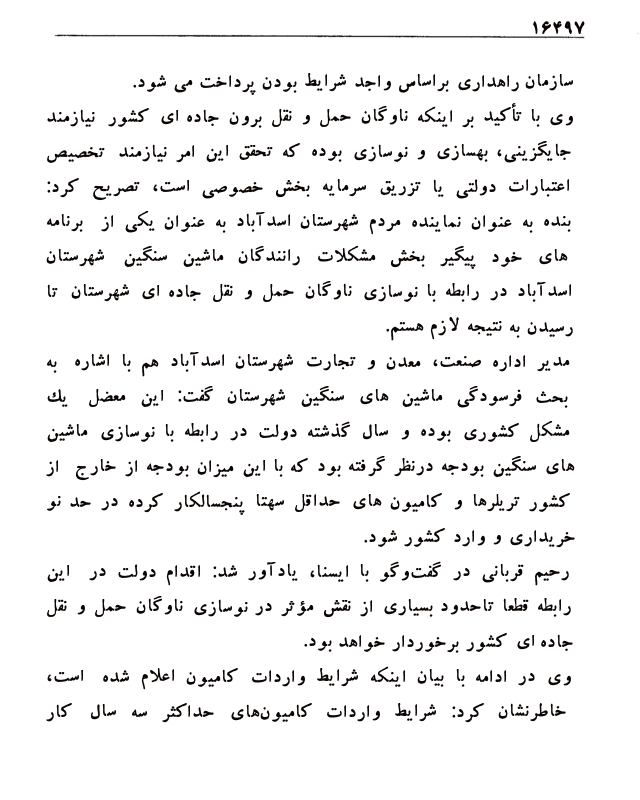 ۱۶۴۹۷
سازمان راهداری براساس واجد شرایط بودن پرداخت می شود.
وی با تأکید بر اینکه ناوگان حمل و نقل برون جاده ای کشور نیازمند
جایگزینی، بهسازی و نوسازی بوده که تحقق این امر نیازمند تخصیص
اعتبارات دولتی یا تزریق سرمایه بخش خصوصی است، تصریح کرد:
بنده به عنوان نماینده مردم شهرستان اسدآباد به عنوان یکی از برنامه
های خود پیگیر بخش مشکلات رانندگان ماشین سنگین شهرستان
اسدآباد در رابطه با نوسازی ناوگان حمل و نقل جاده ای شهرستان تا
رسیدن به نتیجه لازم هستم.
مدیر اداره صنعت، معدن و تجارت شهرستان اسدآباد هم با اشاره به
بحث فرسودگی ماشین های سنگین شهرستان گفت: این معضل یك
مشکل کشوری بوده و سال گذشته دولت در رابطه با نوسازی ماشین
های سنگین بودجه درنظر گرفته بود که با این میزان بودجه از خارج از
کشور تریلرها و کامیون های حداقل سهتا پنجسالکار کرده در حد نو
خریداری و وارد کشور شود.
رحیم قربانی در گفت‌وگو با ایسنا، یادآور شد: اقدام دولت در این
رابطه قطعا تاحدود بسیاری از نقش مؤثر در نوسازی ناوگان حمل و نقل
جاده ای کشور برخوردار خواهد بود.
وی در ادامه با بیان اینکه شرایط واردات کامیون اعلام شده است،
خاطرنشان کرد: شرایط واردات کامیون‌های حداکثر سه سال کار